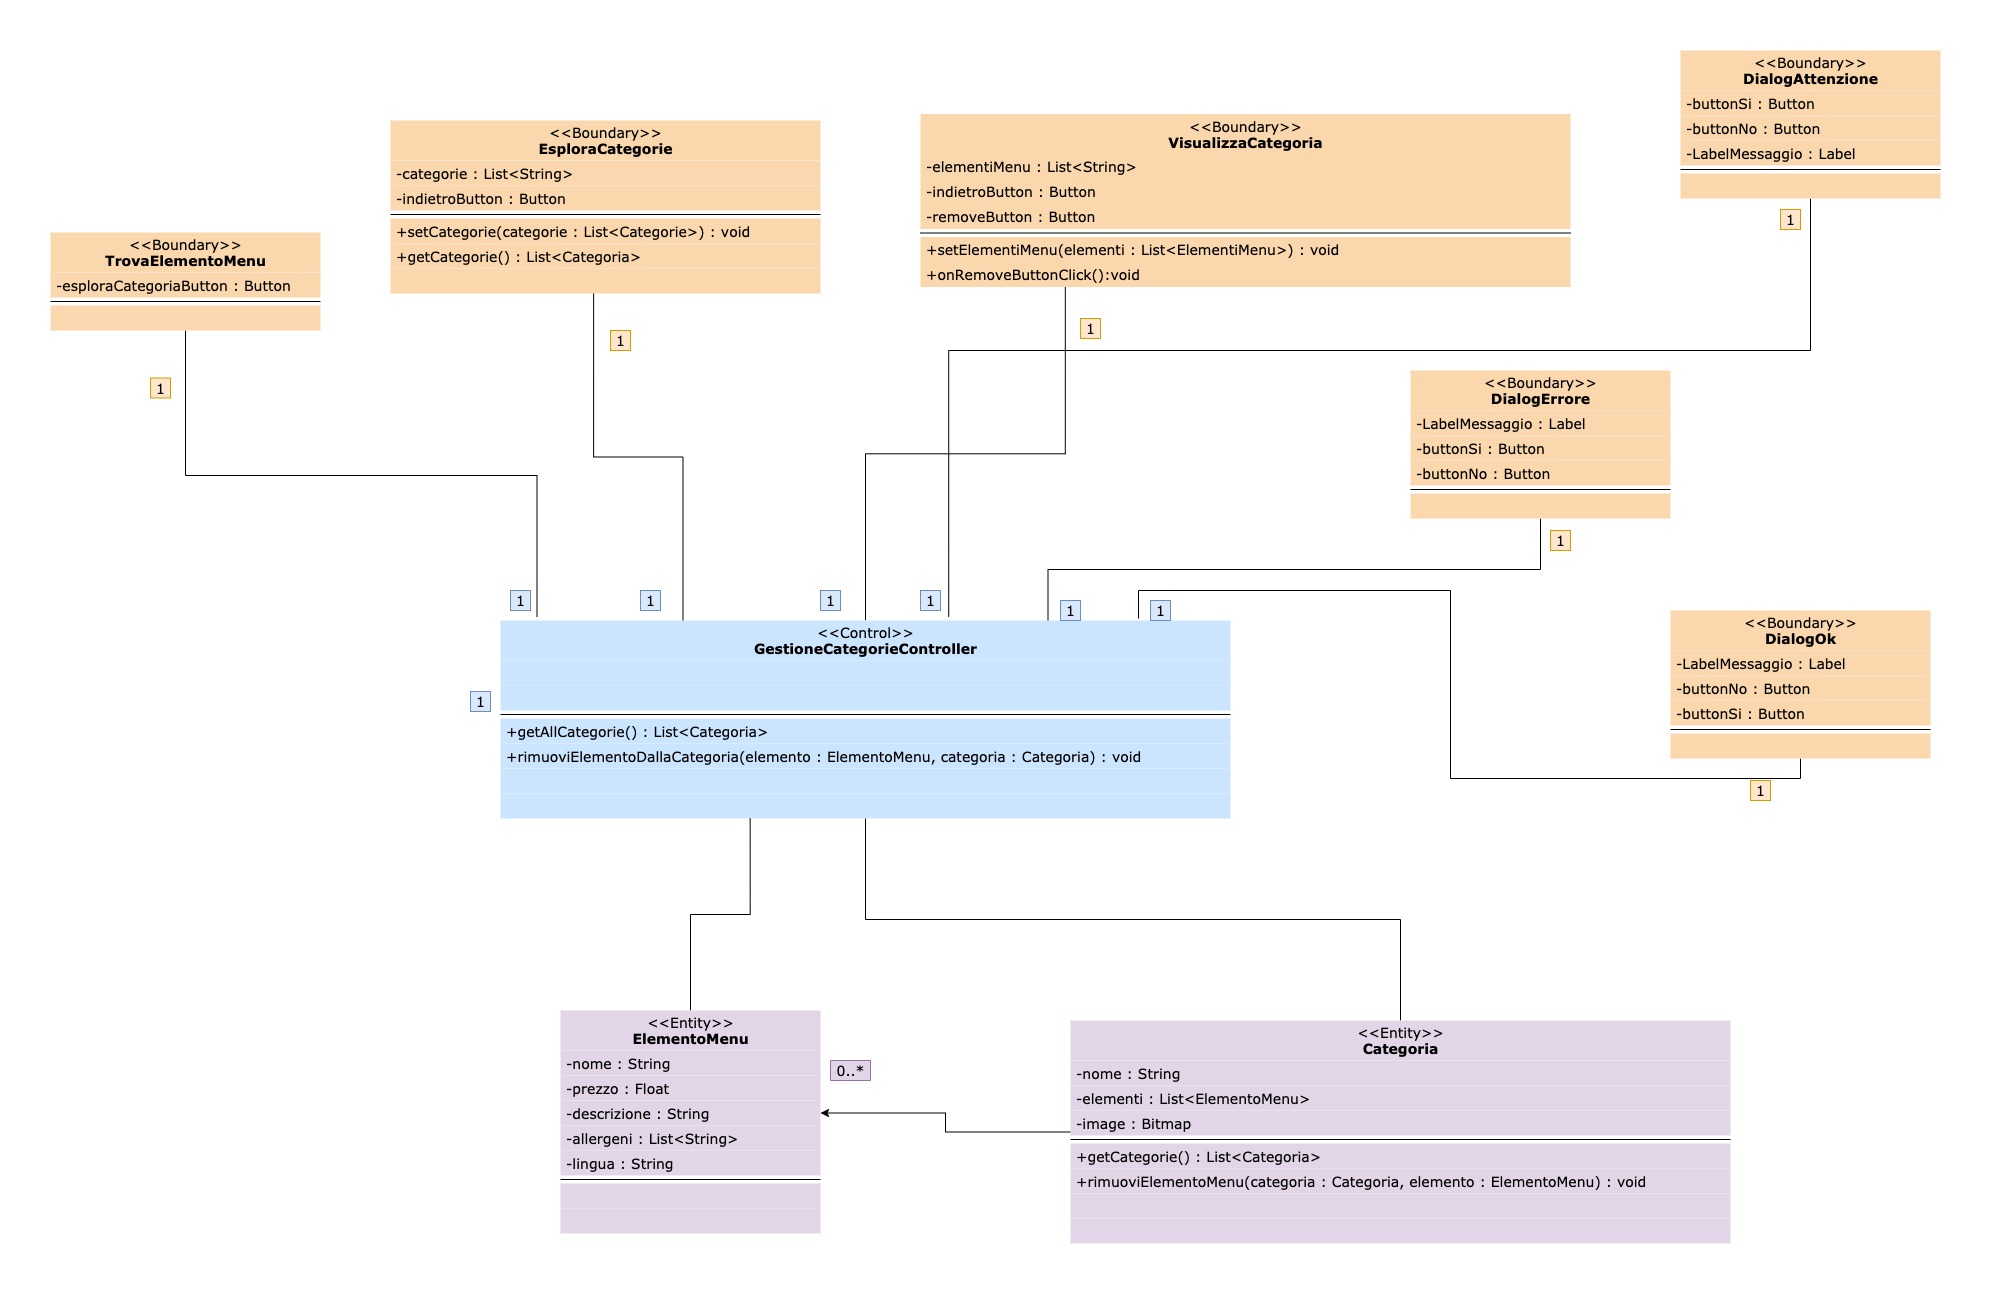 <<Boundary>>
DialogAttenzione
-buttonSi : Button
-buttonNo : Button
-LabelMessaggio : Label
1
<<Boundary>>
EsploraCategorie
-categorie : List<String>
-indietroButton : Button
+setCategorie(categorie : List<Categorie>) : void
+getCategorie() : List<Categoria>
1
<<Boundary>>
VisualizzaCategoria
-elementiMenu : List<String>
-indietroButton : Button
-removeButton : Button
+setElementiMenu(elementi : List<ElementiMenu>) : void
+onRemoveButtonClick():void
1
<<Boundary>>
TrovaElementoMenu
-esploraCategoriaButton : Button
1
<<Boundary>>
DialogErrore
-LabelMessaggio : Label
-buttonSi : Button
-buttonNo : Button
1
1
1
1
1
1
1
<<Boundary>>
DialogOk
-LabelMessaggio : Label
-buttonNo : Button
-buttonSi : Button
1
<<Control>>
GestioneCategorieController
1
+getAllCategorie() : List<Categoria>
+rimuoviElementoDallaCategoria(elemento : ElementoMenu, categoria : Categoria) : void
<<Entity>>
ElementoMenu
-nome : String
-prezzo : Float
-descrizione : String
-allergeni : List<String>
-lingua : String
0..*
<<Entity>>
Categoria
-nome : String
-elementi : List<ElementoMenu>
-image : Bitmap
+getCategorie() : List<Categoria>
+rimuoviElementoMenu(categoria : Categoria, elemento : ElementoMenu) : void